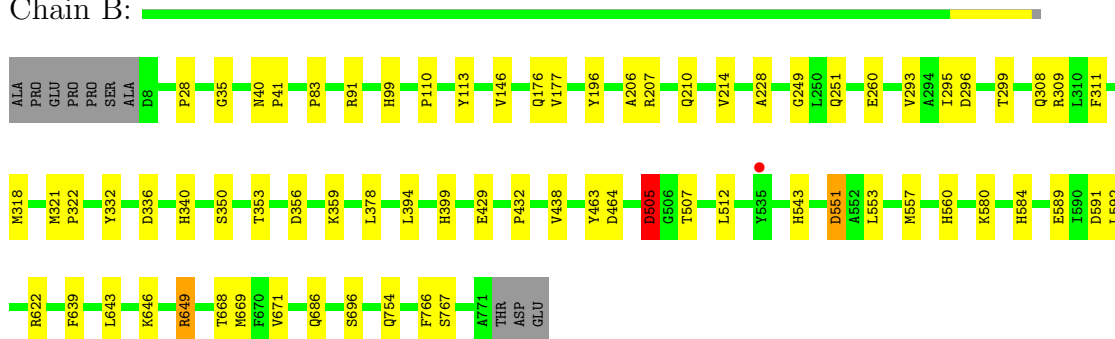 Chain B:
ALA PRO GLU PRO PRO SER ALA D8 P28 G35 N40 P41 P83 R91 H99 P110 Y113 V146 Q176 V177 Y196 A206 R207 Q210 V214 A228 G249 L250 Q251 E260 V293 A294 I295 D296 T299 Q308 R309 L310 F311
M318 M321 P322 Y332 D336 H340 S350 T353 D356 K359 L378 L394 H399 E429 P432 V438 Y463 D464 D505 G506 T507 L512 Y535 H543 D551 A552 L553 M557 H560 K580 H584 E589 I590 D591
R622 F639 L643 K646 R649 T668 M669 F670 V671 Q686 S696 Q754 F766 S767 A771 THR ASP GLU